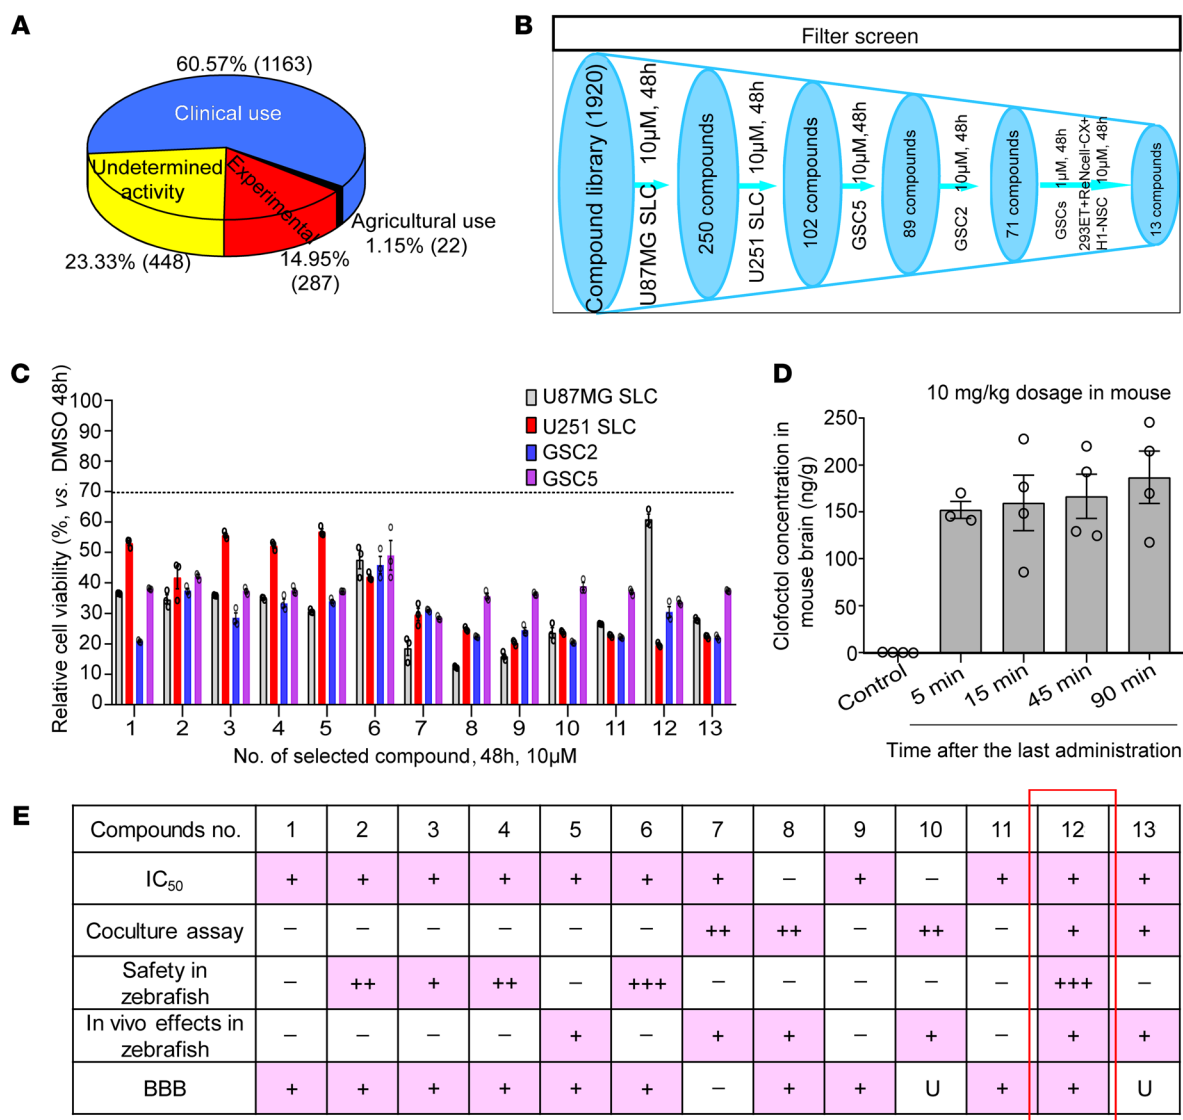 A
60.57% (1163)
Clinical use
Undetermined
activity
Experimental
Agricultural use
1.15% (22)
23.33% (448)
14.95%
(287)
B
Filter screen
Compound library (1920)
U87MG SLC 10µM, 48h
250 compounds
U251 SLC 10µM, 48h
102 compounds
GSC5 10µM,48h
89 compounds
GSC2 10µM, 48h
71 compounds
GSCs 1µM, 48h
293ET+ReNcell-CX+
H1-NSC 10µM, 48h
13 compounds
C
Relative cell viability (%, vs. DMSO 48h)
100
90
80
70
60
50
40
30
20
10
0
U87MG SLC
U251 SLC
GSC2
GSC5
1 2 3 4 5 6 7 8 9 10 11 12 13
No. of selected compound, 48h, 10µM
D
10 mg/kg dosage in mouse
Clofoctol concentration in
mouse brain (ng/g)
250
200
150
100
50
0
Control 5 min 15 min 45 min 90 min
Time after the last administration
E
Compounds no. 1 2 3 4 5 6 7 8 9 10 11 12 13
IC50 + + + + + + + – + – + + +
Coculture assay – – – – – – ++ ++ – ++ – + +
Safety in
zebrafish – ++ + ++ – +++ – – – – – +++ –
In vivo effects in
zebrafish – – – – + – + + – + – + +
BBB + + + + + + – + + U + + U